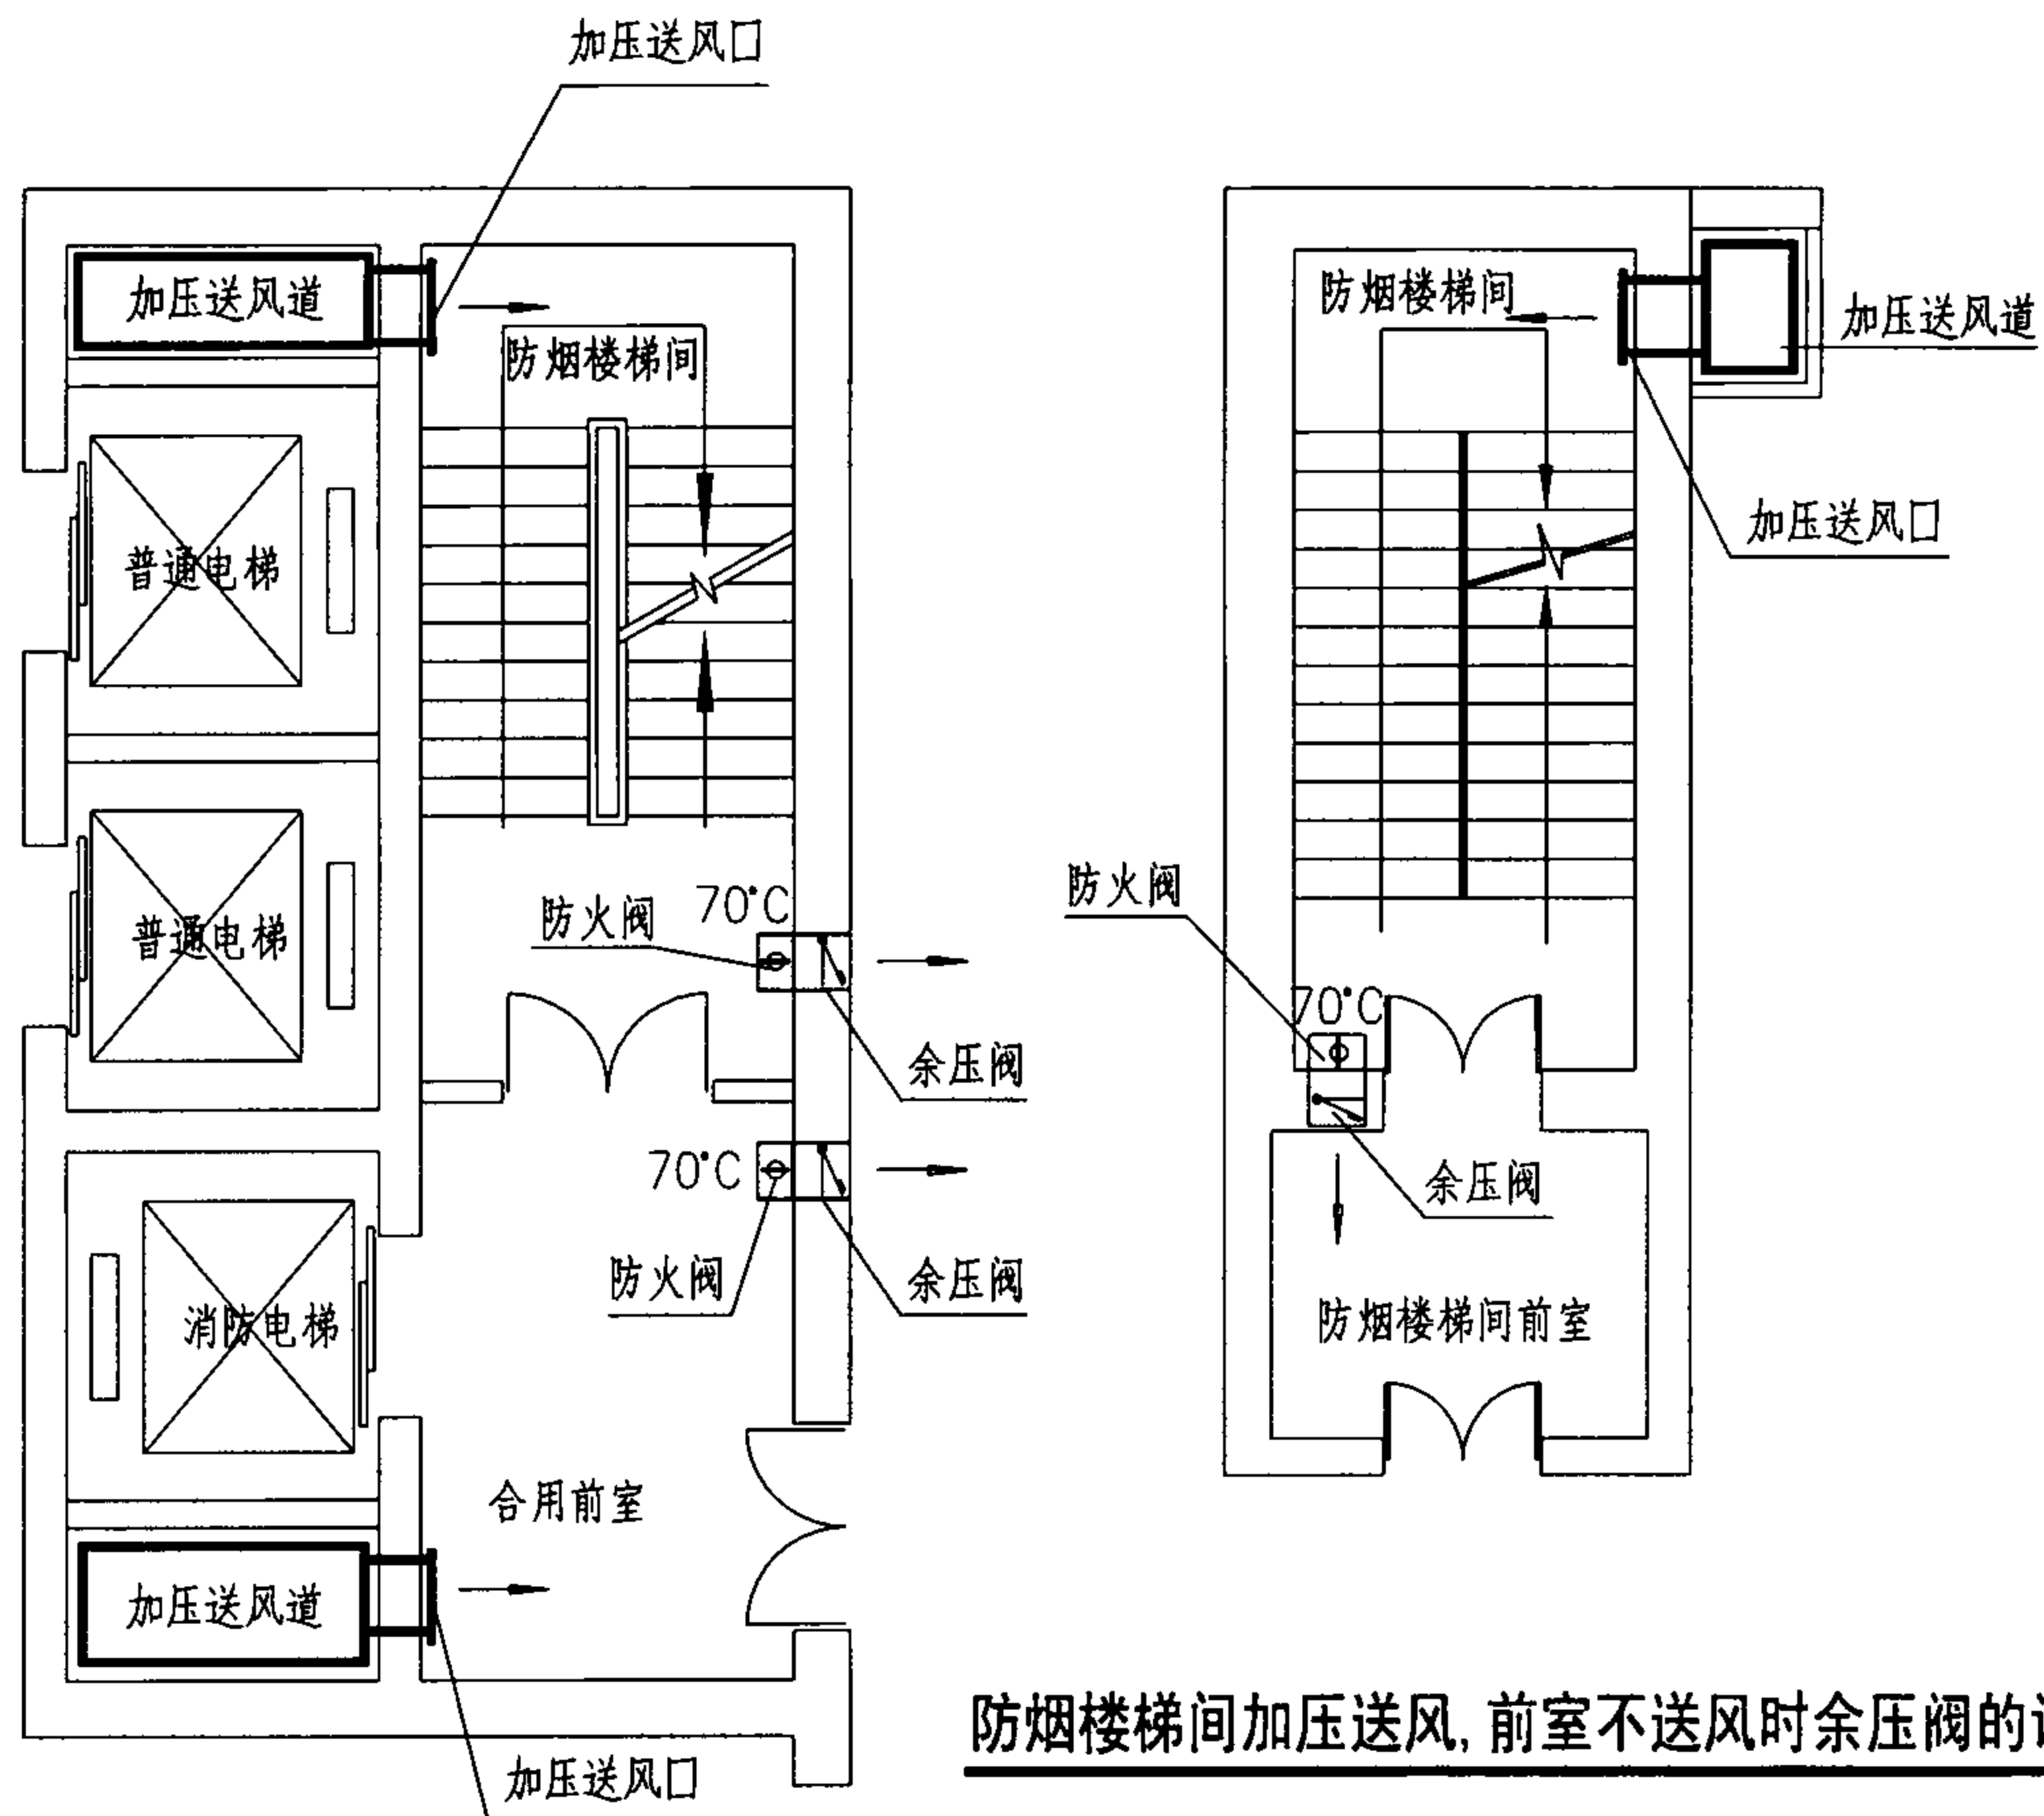 加压送风口
加压送风道
防烟楼梯间
普通电梯
普通电梯
防火阀
70°C
余压阀
70°C
防火阀
余压阀
消防电梯
合用前室
加压送风道
加压送风口
防烟楼梯间
加压送风道
加压送风口
防火阀
70°C
余压阀
防烟楼梯间前室
防烟楼梯间加压送风,前室不送风时余压阀的